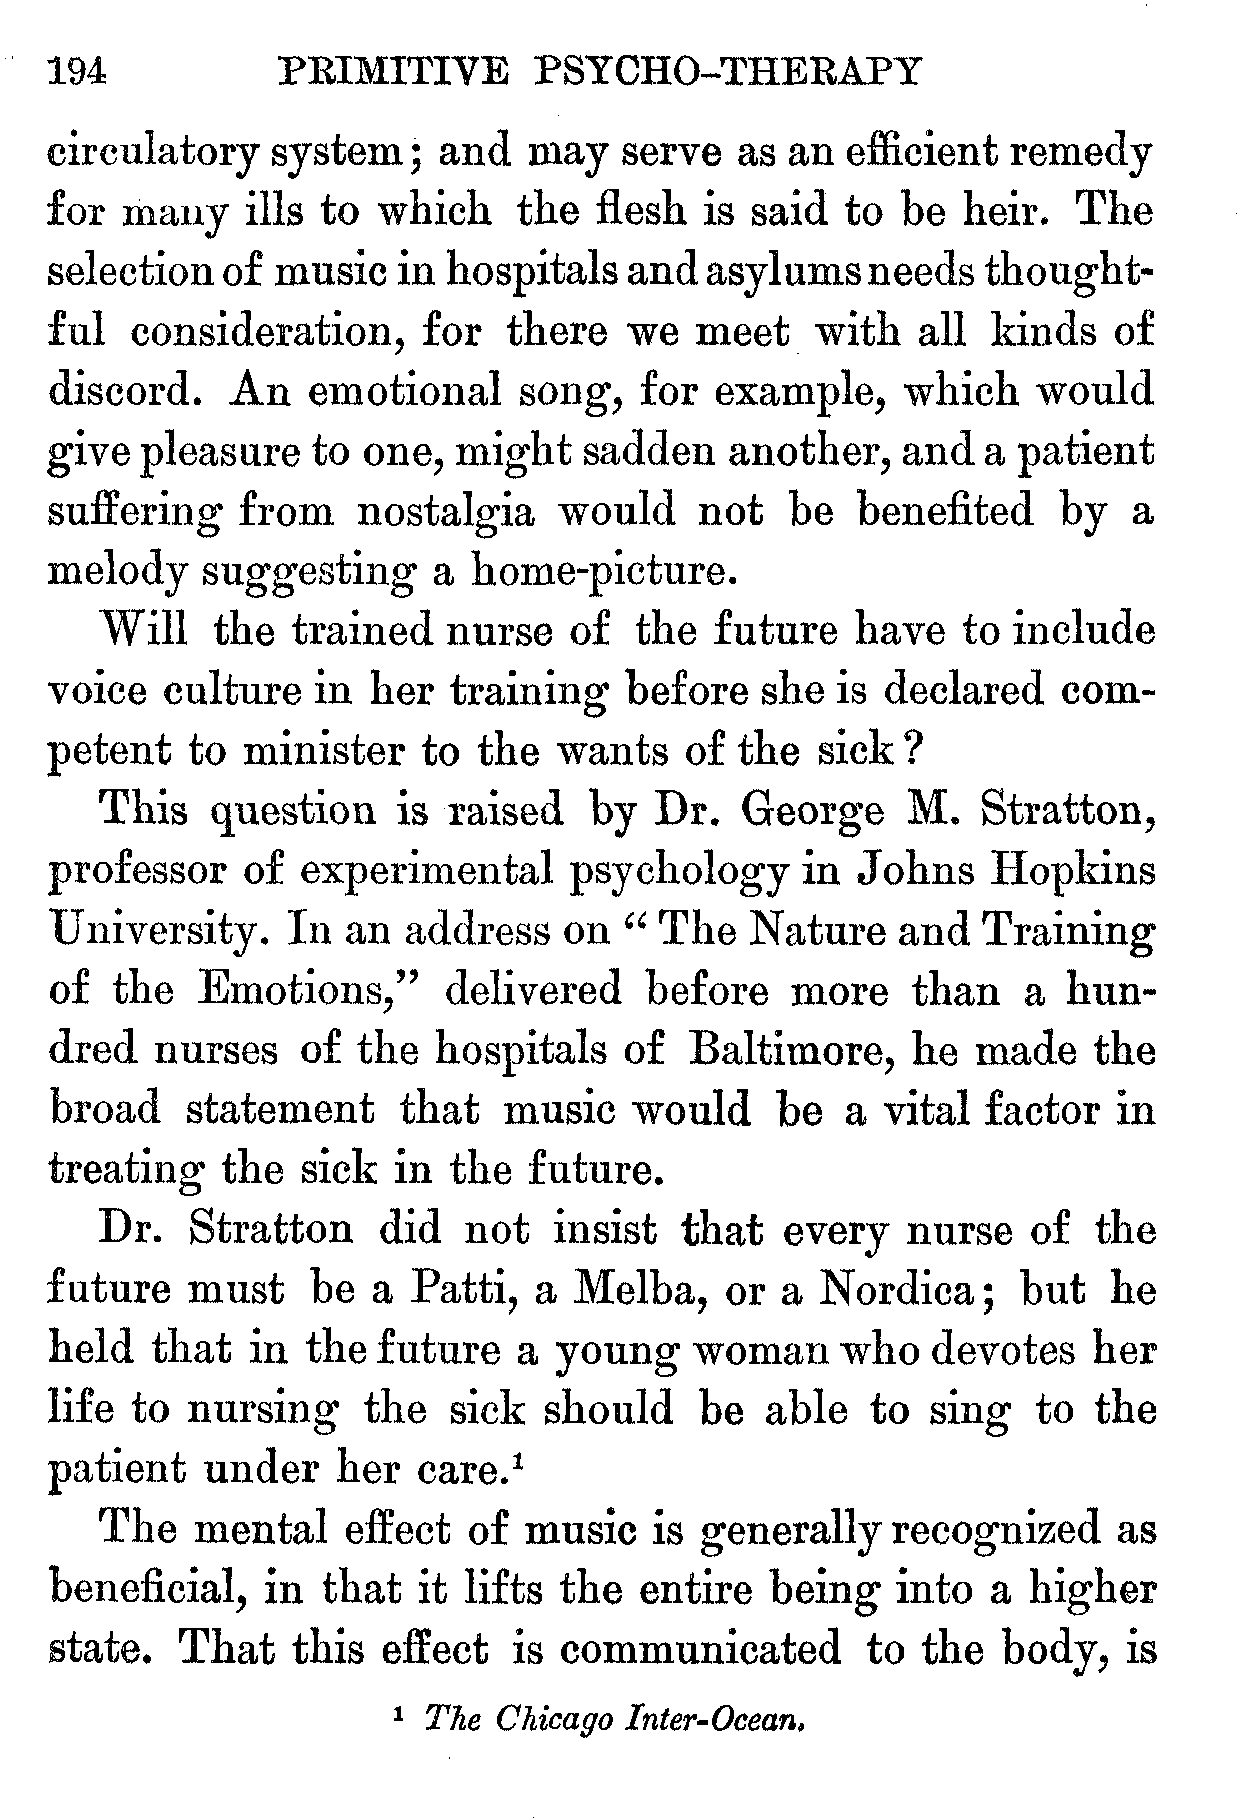 194 PRIMITIVE PSYCHO-THERAPY
circulatory system; and may serve as an efficient remedy
for many ills to which the flesh is said to be heir. The
selection of music in hospitals and asylums needs thought-
ful consideration, for there we meet with all kinds of
discord. An emotional song, for example, which would
give pleasure to one, might sadden another, and a patient
suffering from nostalgia would not be benefited by a
melody suggesting a home-picture.
Will the trained nurse of the future have to include
voice culture in her training before she is declared com-
petent to minister to the wants of the sick?
This question is raised by Dr. George M. Stratton,
professor of experimental psychology in Johns Hopkins
University. In an address on “ The Nature and Training
of the Emotions,” delivered before more than a hun-
dred nurses of the hospitals of Baltimore, he made the
broad statement that music would be a vital factor in
treating the sick in the future.
Dr. Stratton did not insist that every nurse of the
future must be a Patti, a Melba, or a Nordica; but he
held that in the future a young woman who devotes her
life to nursing the sick should be able to sing to the
patient under her care.¹
The mental effect of music is generally recognized as
beneficial, in that it lifts the entire being into a higher
state. That this effect is communicated to the body, is
¹ The Chicago Inter-Ocean.